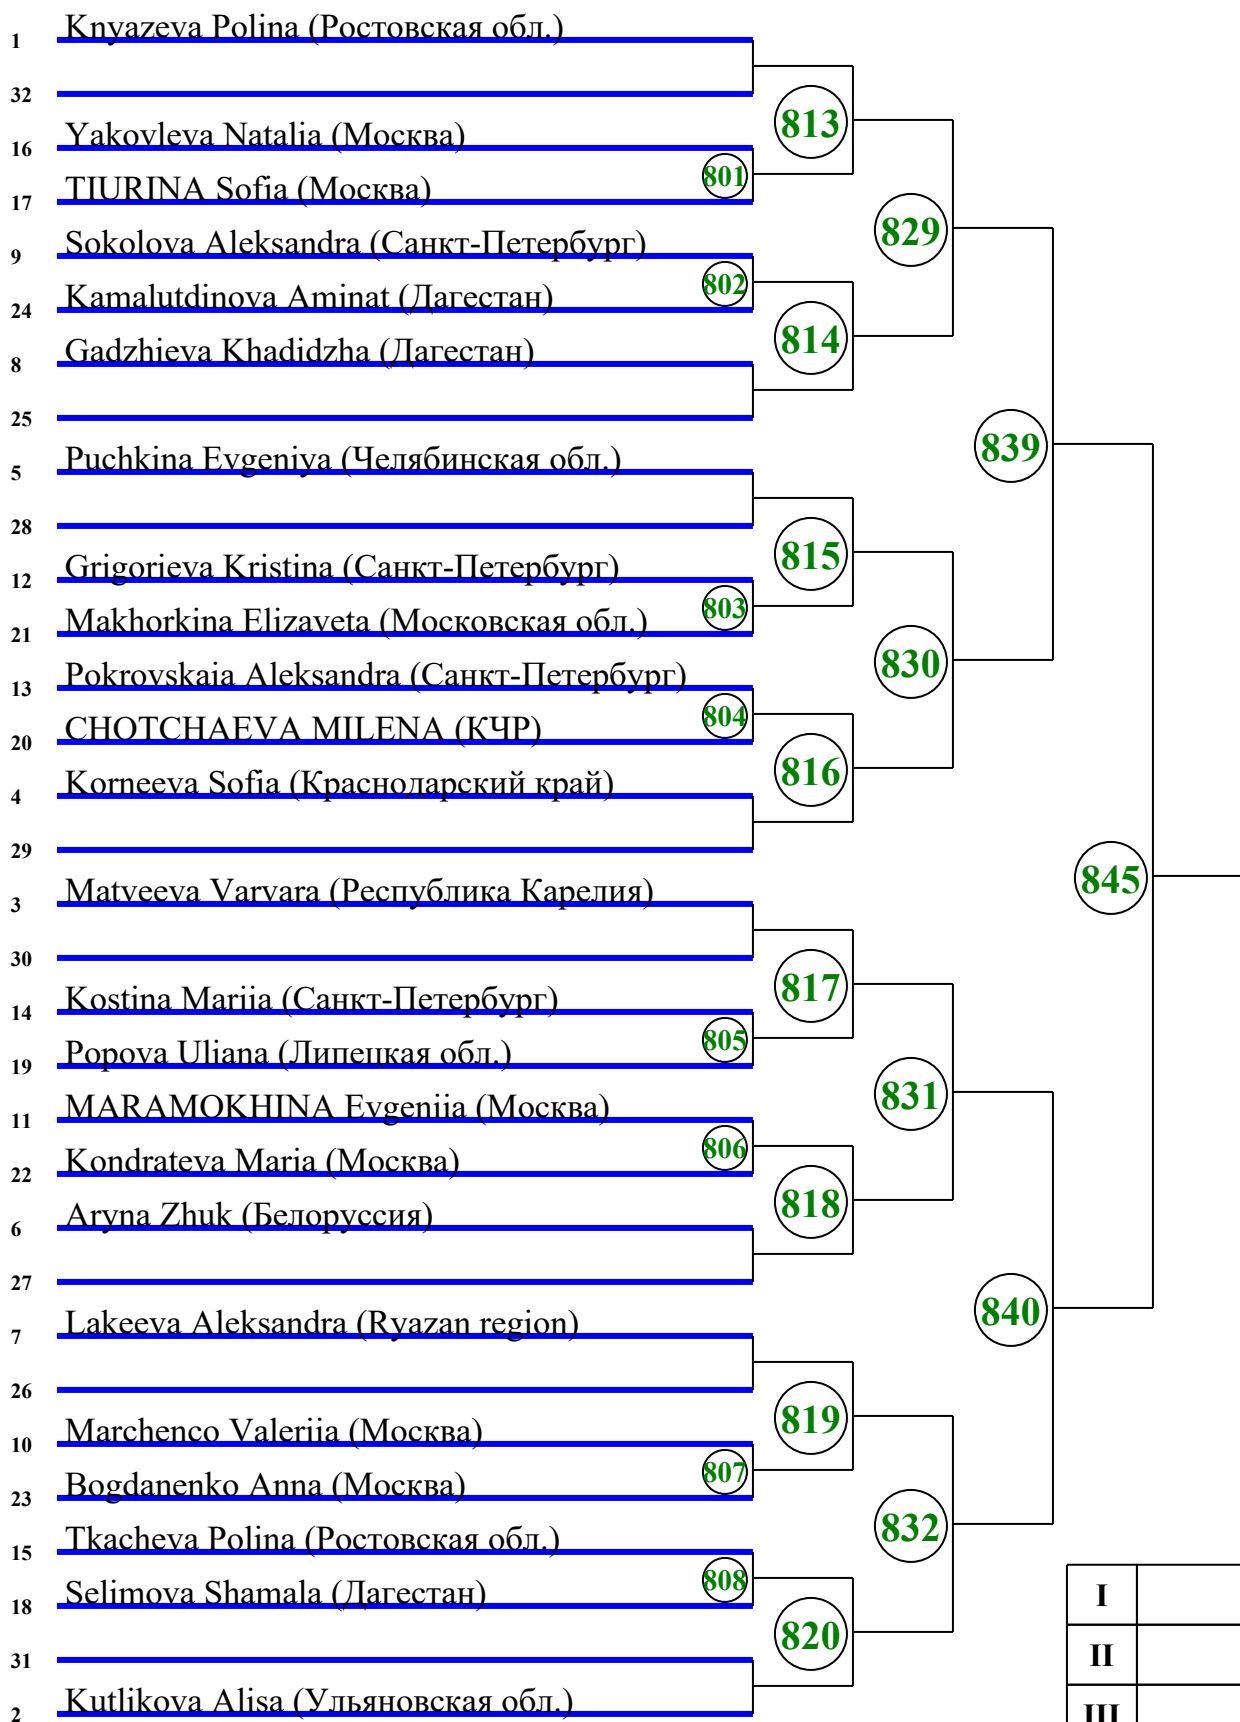 1 Knyazeva Polina (Ростовская обл.)
32
813
16 Yakovleva Natalia (Москва)
801
17 TIURINA Sofia (Москва)
829
9 Sokolova Aleksandra (Санкт-Петербург)
802
24 Kamalutdinova Aminat (Дагестан)
814
8 Gadzhieva Khadidzha (Дагестан)
25
839
5 Puchkina Evgeniya (Челябинская обл.)
28
815
12 Grigorieva Kristina (Санкт-Петербург)
803
21 Makhorkina Elizaveta (Московская обл.)
830
13 Pokrovskaia Aleksandra (Санкт-Петербург)
804
20 CHOTCHAEVA MILENA (КЧР)
816
4 Korneeva Sofia (Краснодарский край)
29
845
3 Matveeva Varvara (Республика Карелия)
30
817
14 Kostina Mariia (Санкт-Петербург)
805
19 Popova Uliana (Липецкая обл.)
831
11 MARAMOKHINA Evgeniia (Москва)
806
22 Kondrateva Maria (Москва)
818
6 Aryna Zhuk (Белоруссия)
27
840
7 Lakeeva Aleksandra (Ryazan region)
26
819
10 Marchenco Valeriia (Москва)
807
23 Bogdanenko Anna (Москва)
832
15 Tkacheva Polina (Ростовская обл.)
808
18 Selimova Shamala (Дагестан)
I
820
31
II
2 Kutlikova Alisa (Ульяновская обл.)
III